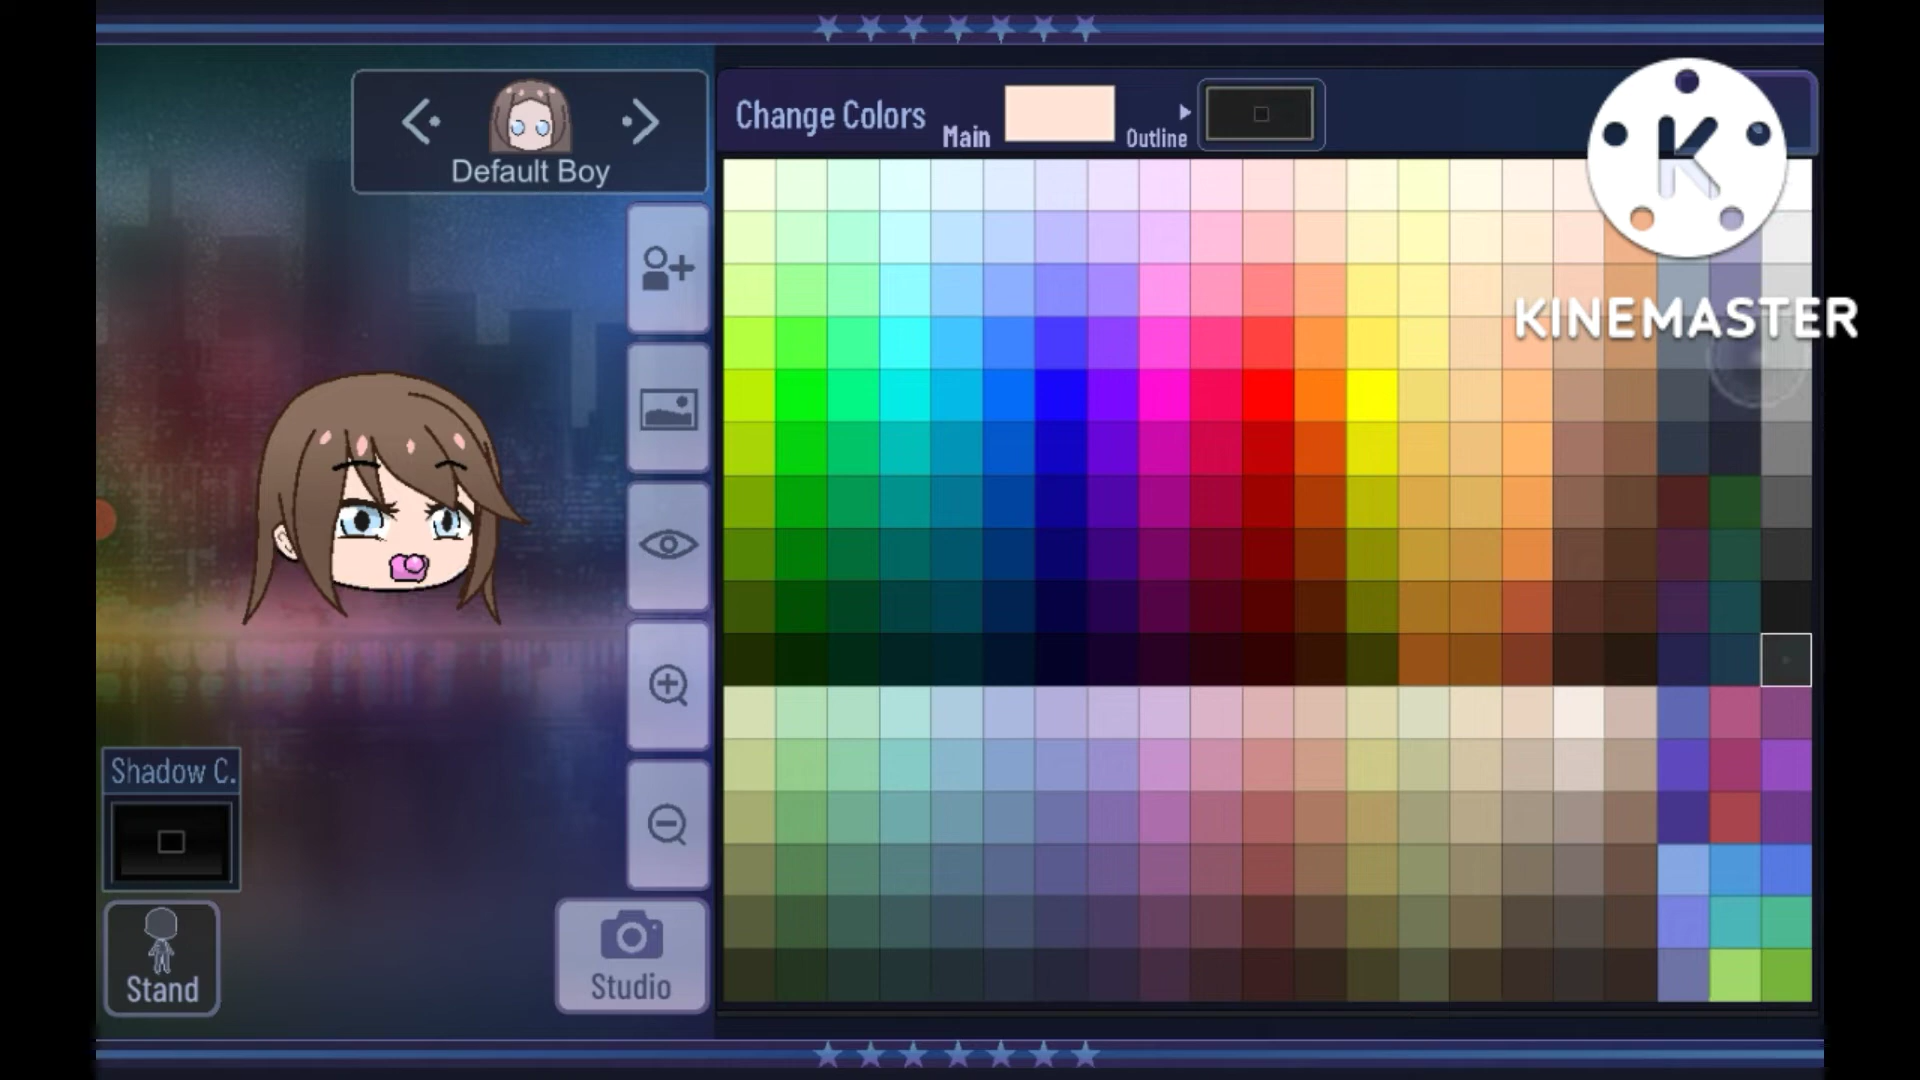 Default Boy
Change Colors
Main
Outline
KINEMASTER
Shadow C.
Stand
Studio